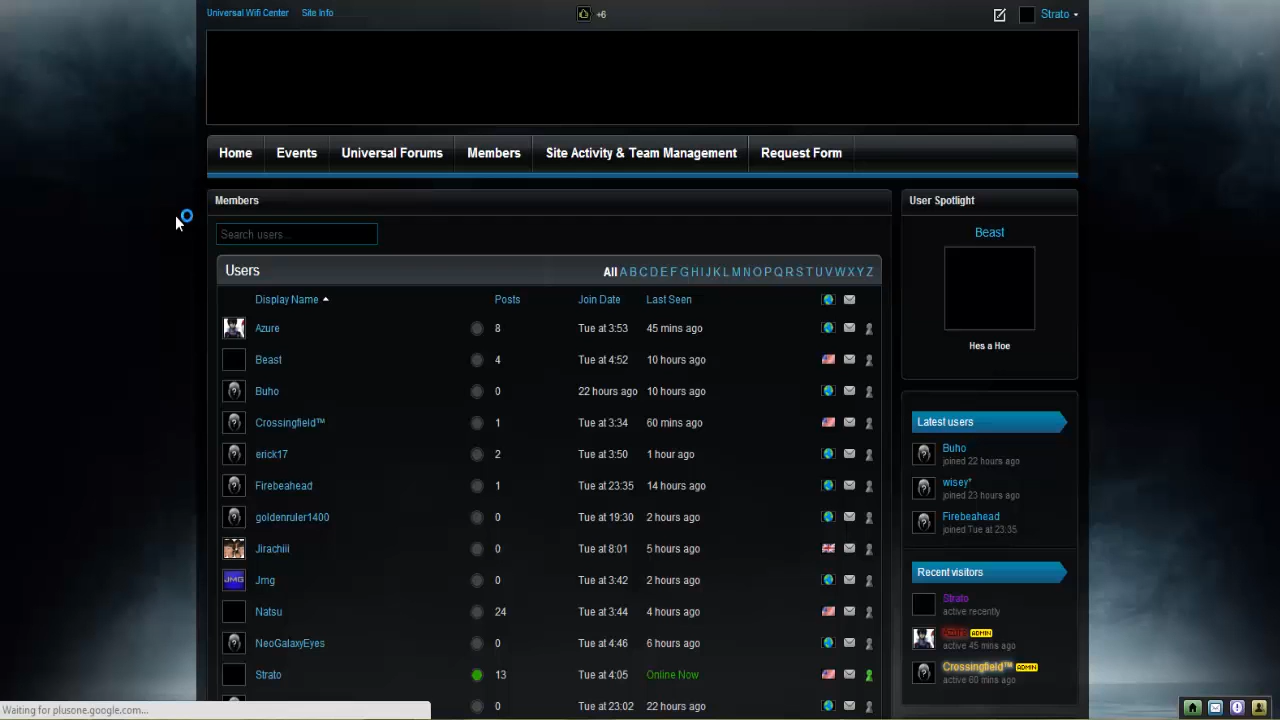 Universal Wifi Center Site Info +6 Strato
Home Events Universal Forums Members Site Activity & Team Management Request Form
Members
Search users...
Users All A B C D E F G H I J K L M N O P Q R S T U V W X Y Z
Display Name Posts Join Date Last Seen
Azure 8 Tue at 3:53 45 mins ago
Beast 4 Tue at 4:52 10 hours ago
Buho 0 22 hours ago 10 hours ago
Crossingfield™ 1 Tue at 3:34 60 mins ago
erick17 2 Tue at 3:50 1 hour ago
Firebeahead 1 Tue at 23:35 14 hours ago
goldenruler1400 0 Tue at 19:30 2 hours ago
Jirachiii 0 Tue at 8:01 5 hours ago
JMG Jmg 0 Tue at 3:42 2 hours ago
Natsu 24 Tue at 3:44 4 hours ago
NeoGalaxyEyes 0 Tue at 4:46 6 hours ago
Strato 13 Tue at 4:05 Online Now
0 Tue at 23:02 22 hours ago
User Spotlight
Beast
Hes a Hoe
Latest users
Buho
joined 22 hours ago
wisey*
joined 23 hours ago
Firebeahead
joined Tue at 23:35
Recent visitors
Strato
active recently
Azure ADMIN
active 45 mins ago
Crossingfield™ ADMIN
active 60 mins ago
Waiting for plusone.google.com...